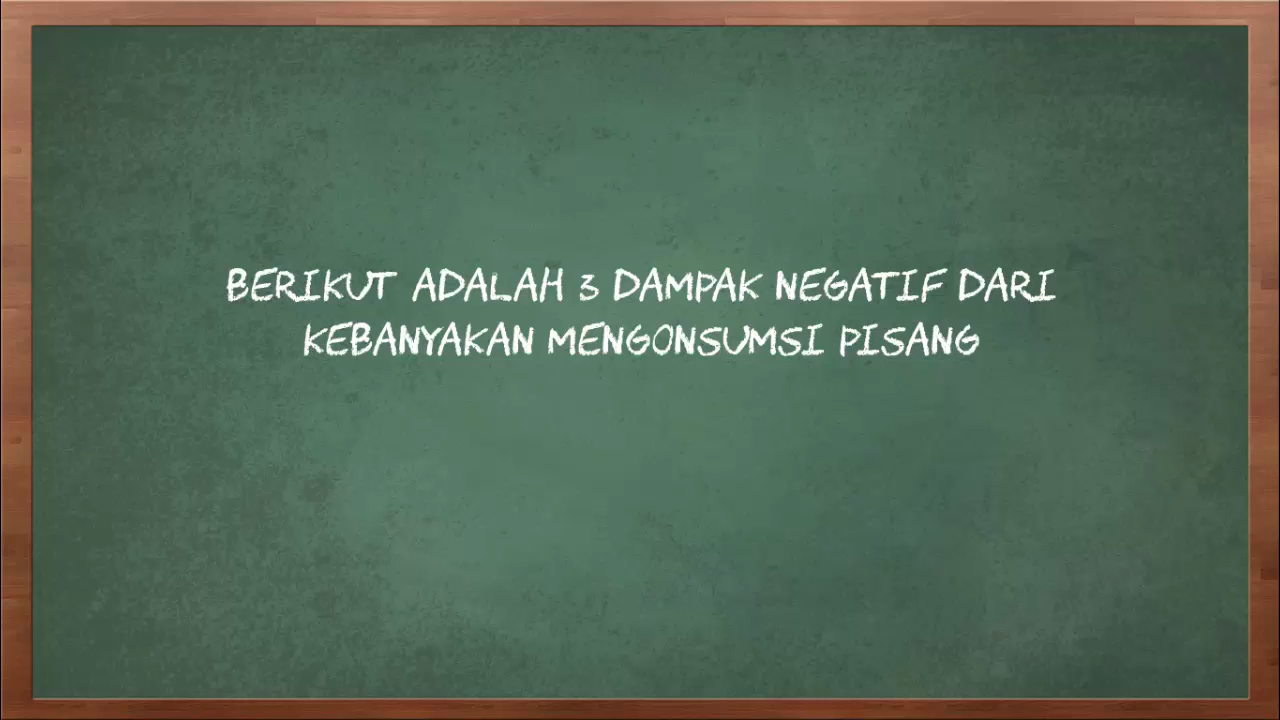 BERIKUT ADALAH 3 DAMPAK NEGATIF DARI
KEBANYAKAN MENGONSUMSI PISANG